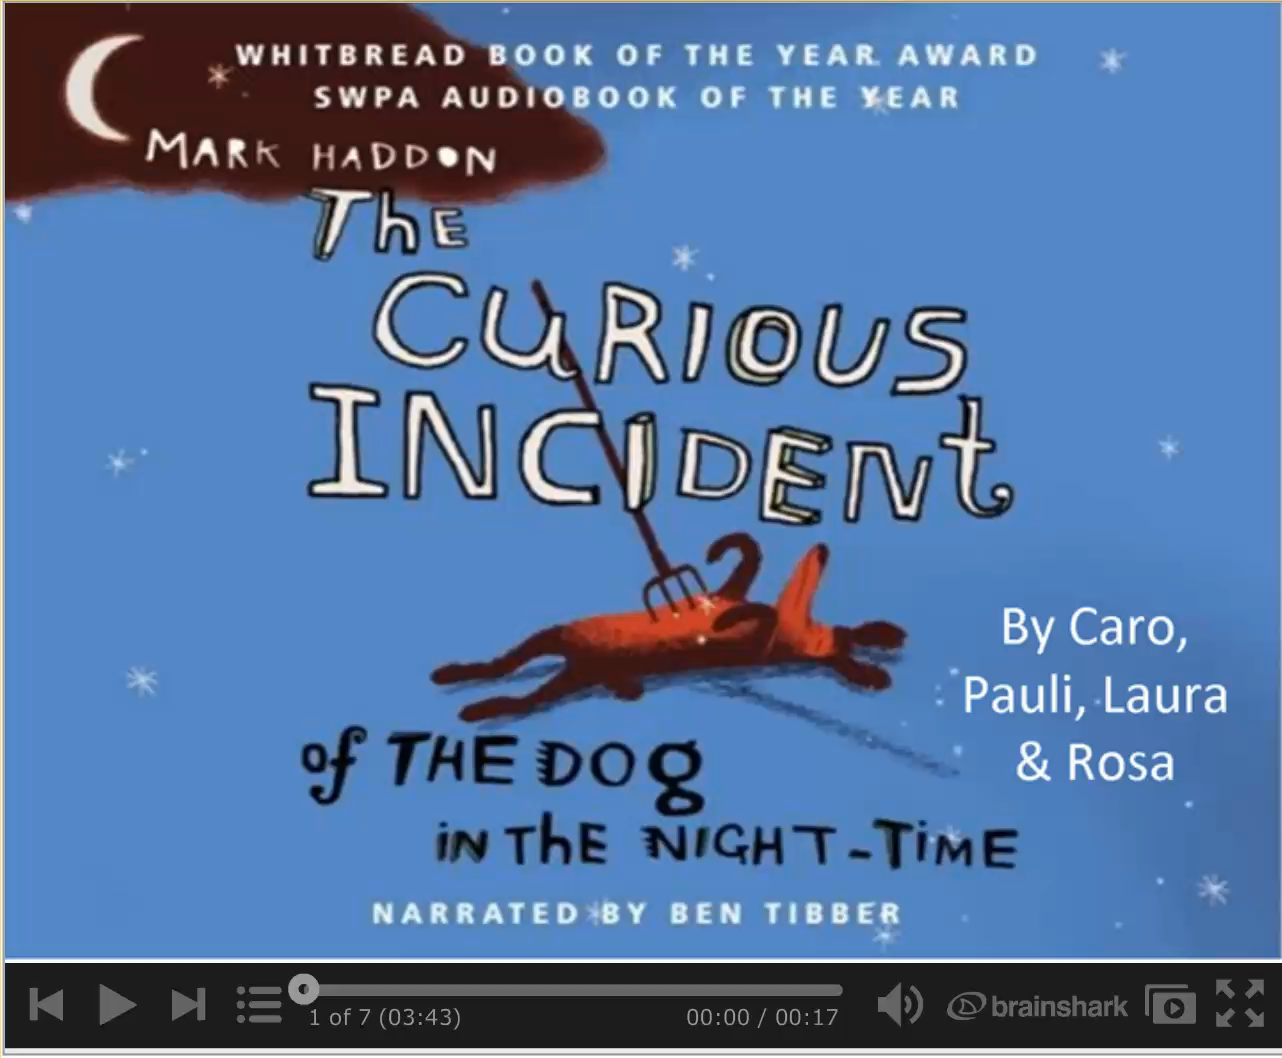 WHITBREAD BOOK OF THE YEAR AWARD
SWPA AUDIOBOOK OF THE YEAR
MARK HADDON
The
CuRIOUS
INCIDENt
of THE DOg
iN ThE NIGHT-TiME
By Caro,
Pauli, Laura
& Rosa
NARRATED BY BEN TIBBER
1 of 7 (03:43)
00:00 / 00:17
brainshark